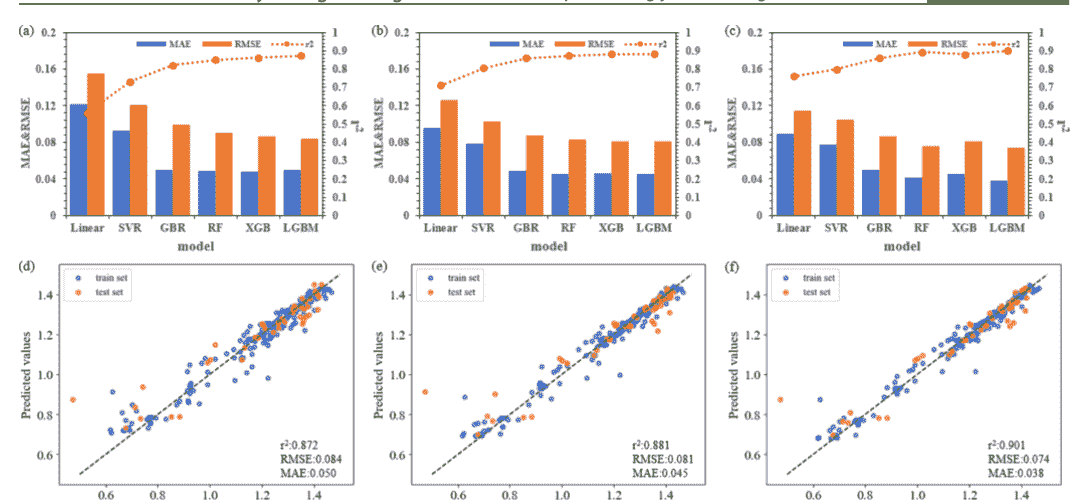 (a)
0.2
0.16
0.12
0.08
0.04
0
MAE&RMSE
MAE RMSE r2
1
0.9
0.8
0.7
0.6
0.5
0.4
0.3
0.2
0.1
0
r2
Linear SVR GBR RF XGB LGBM
model
(b)
0.2
0.16
0.12
0.08
0.04
0
MAE&RMSE
MAE RMSE r2
1
0.9
0.8
0.7
0.6
0.5
0.4
0.3
0.2
0.1
0
r2
Linear SVR GBR RF XGB LGBM
model
(c)
0.2
0.16
0.12
0.08
0.04
0
MAE&RMSE
MAE RMSE r2
1
0.9
0.8
0.7
0.6
0.5
0.4
0.3
0.2
0.1
0
r2
Linear SVR GBR RF XGB LGBM
model
(d)
train set
test set
1.4
1.2
1.0
0.8
0.6
Predicted values
r²:0.872
RMSE:0.084
MAE:0.050
0.6 0.8 1.0 1.2 1.4
(e)
train set
test set
1.4
1.2
1.0
0.8
0.6
Predicted values
r²:0.881
RMSE:0.081
MAE:0.045
0.6 0.8 1.0 1.2 1.4
(f)
train set
test set
1.4
1.2
1.0
0.8
0.6
Predicted values
r²:0.901
RMSE:0.074
MAE:0.038
0.6 0.8 1.0 1.2 1.4